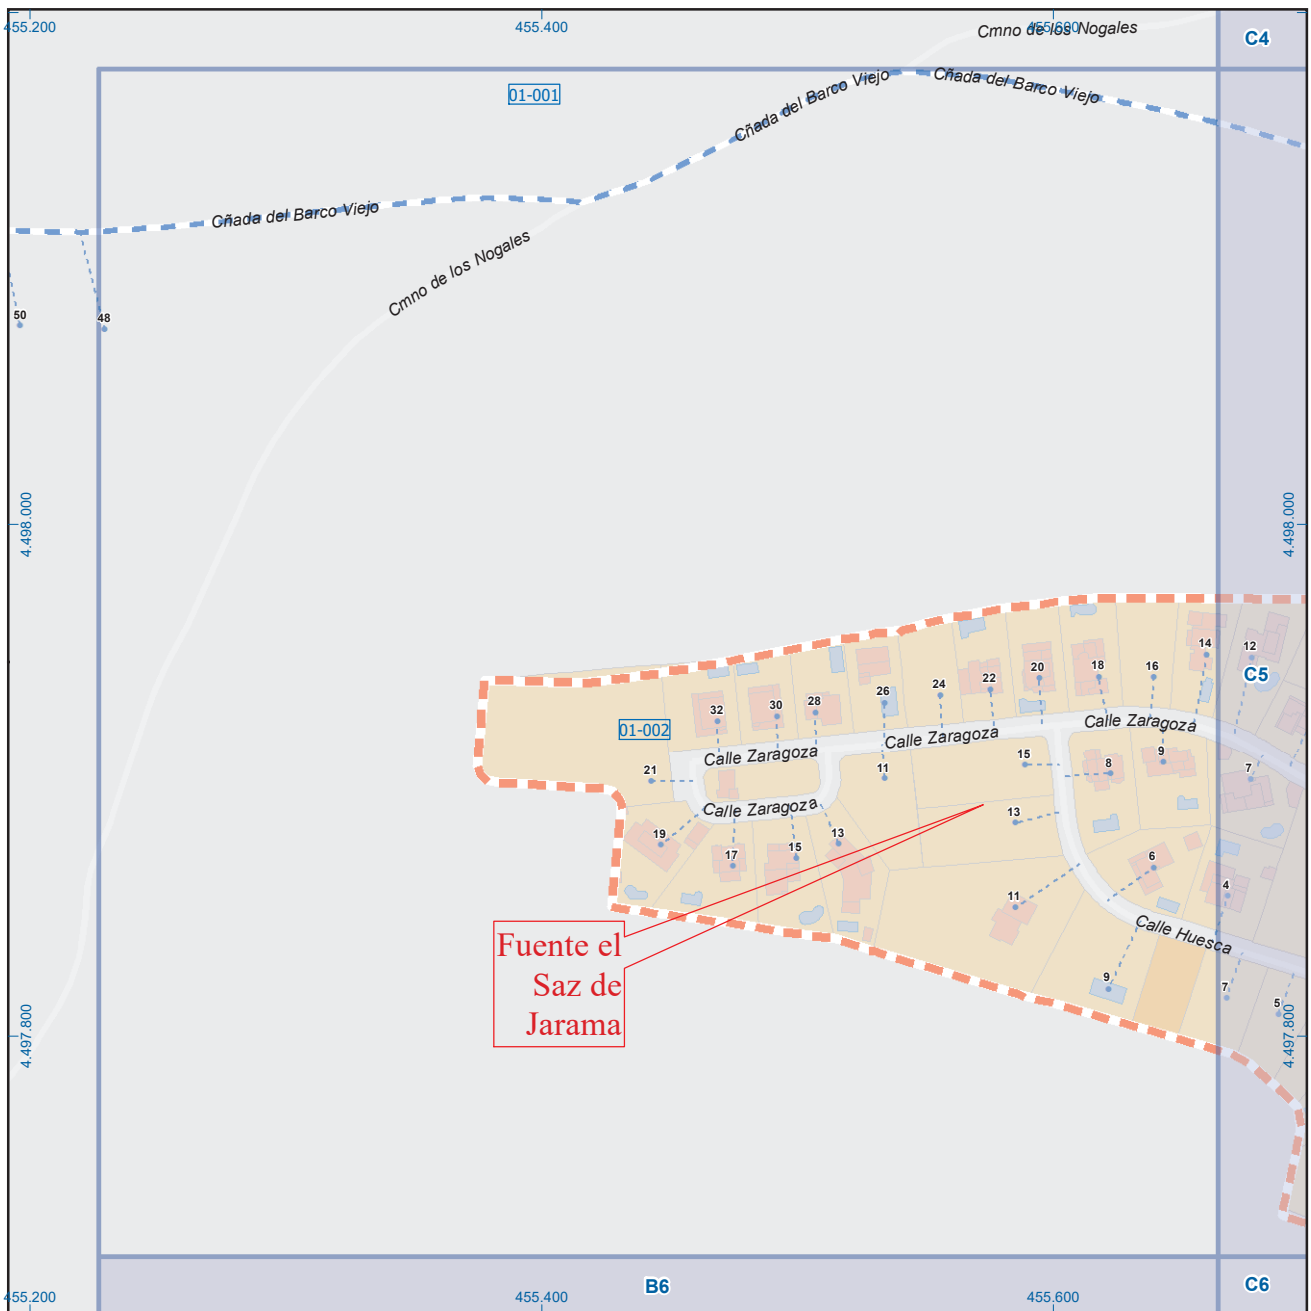 455.200
455.400
455.600
Cmno de los Nogales
C4
01-001
Cñada del Barco Viejo
Cñada del Barco Viejo
Cñada del Barco Viejo
Cmno de los Nogales
50
48
4.498.000
4.498.000
14
12
C5
20
18
16
22
24
26
28
30
32
01-002
Calle Zaragoza
Calle Zaragoza
Calle Zaragoza
21
11
15
8
9
7
Calle Zaragoza
19
17
15
13
13
6
4
11
Calle Huesca
Fuente el
Saz de
Jarama
9
7
5
4.497.800
4.497.800
B6
C6
455.200
455.400
455.600